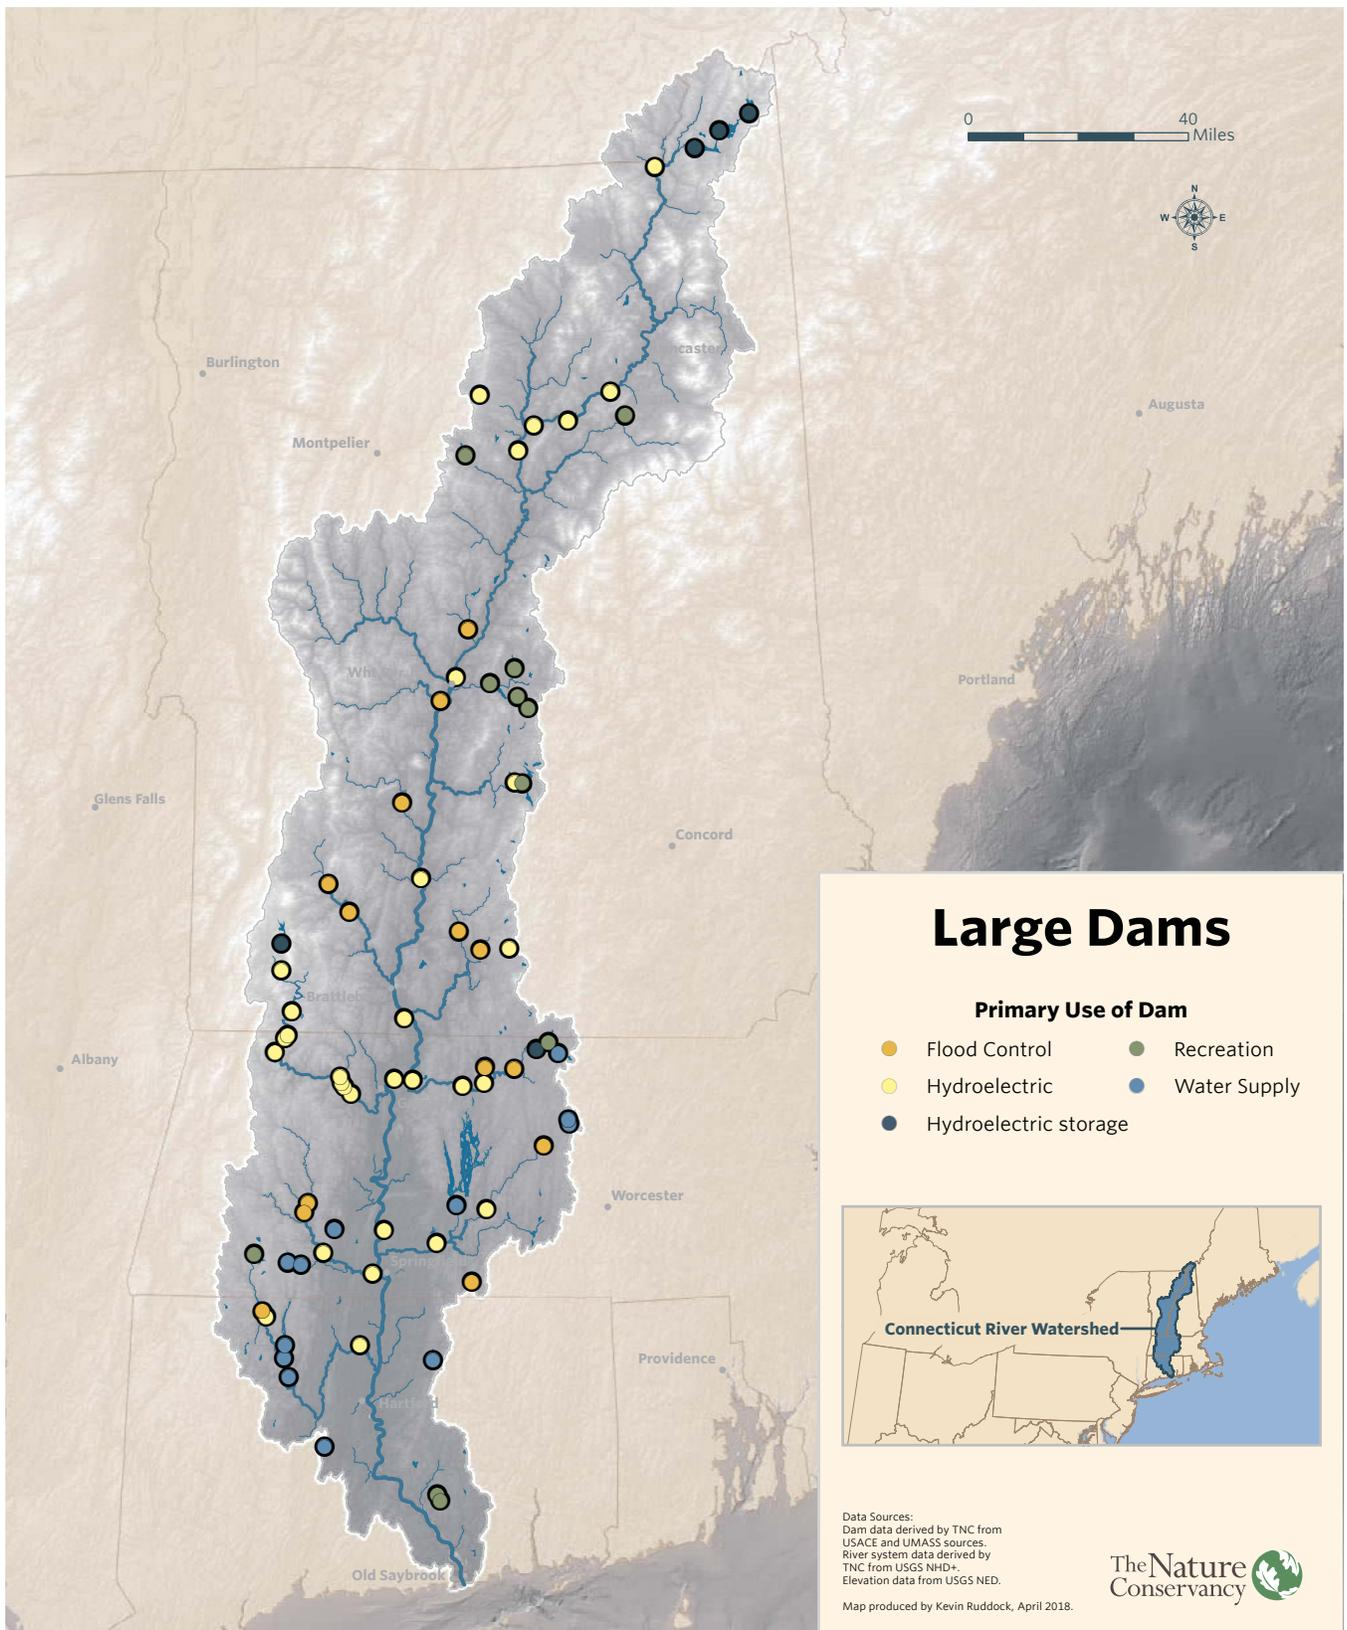 0 40
Miles
N
W E
S
Burlington
Augusta
Montpelier
Portland
Glens Falls
Concord
Albany
Worcester
Springfield
Providence
Hartford
Old Saybrook
Large Dams
Primary Use of Dam
Flood Control
Recreation
Hydroelectric
Water Supply
Hydroelectric storage
Connecticut River Watershed
Data Sources:
Dam data derived by TNC from
USACE and UMASS sources.
River system data derived by
TNC from USGS NHD+.
Elevation data from USGS NED.
Map produced by Kevin Ruddock, April 2018.
The Nature
Conservancy